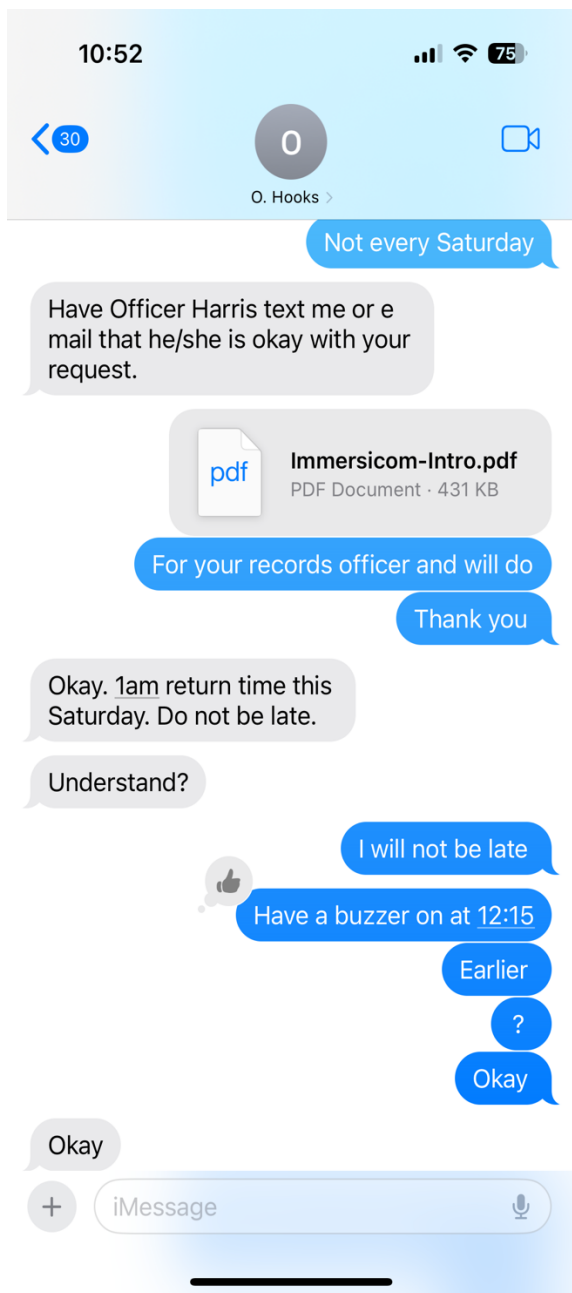 10:52
75
30
O
O. Hooks
Not every Saturday
Have Officer Harris text me or e
mail that he/she is okay with your
request.
pdf
Immersicom-Intro.pdf
PDF Document · 431 KB
For your records officer and will do
Thank you
Okay. 1am return time this
Saturday. Do not be late.
Understand?
I will not be late
Have a buzzer on at 12:15
Earlier
?
Okay
Okay
iMessage